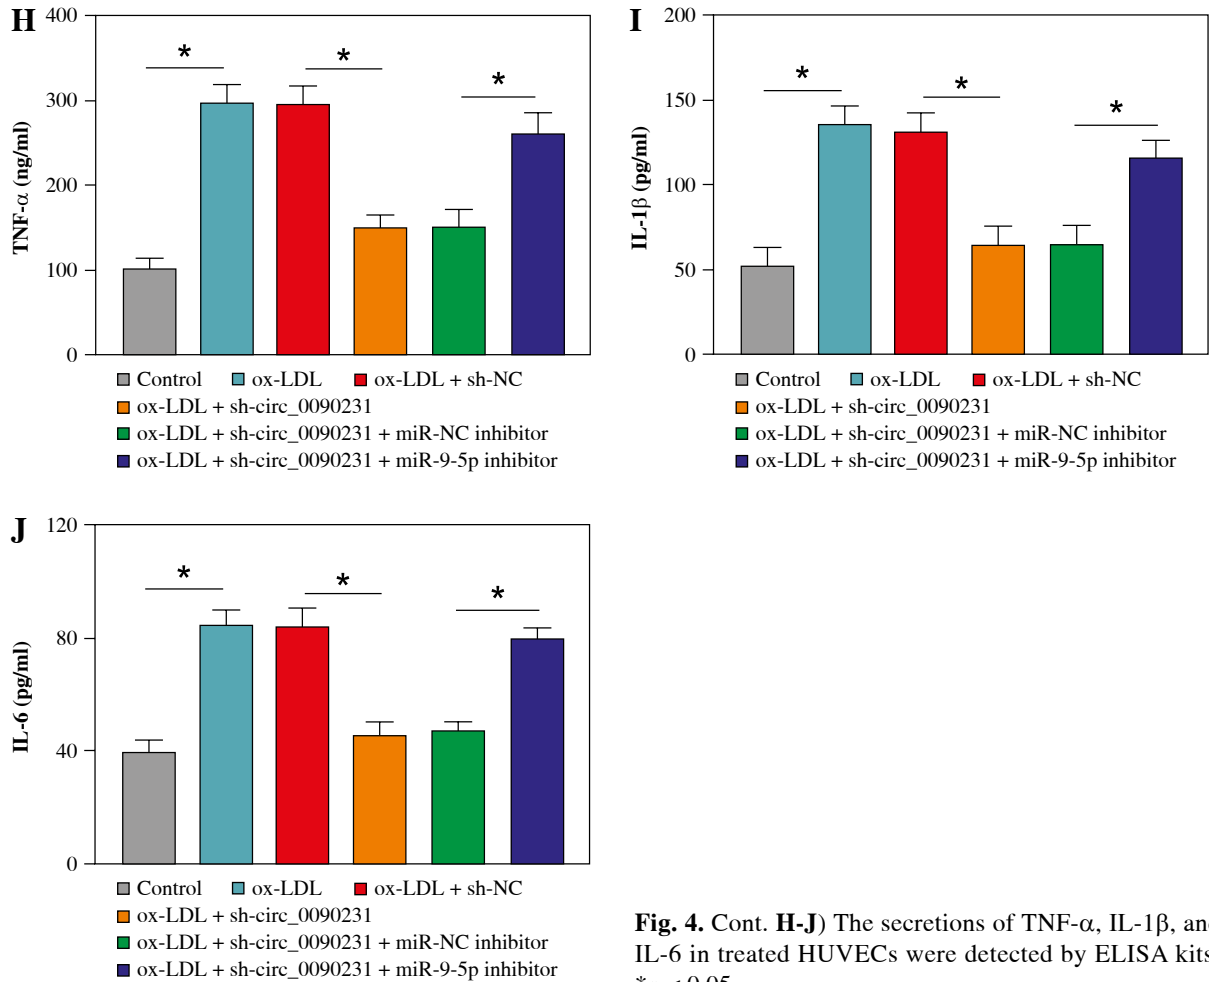 H
400
300
200
100
0
TNF-α (ng/ml)
*
*
*
Control ox-LDL ox-LDL + sh-NC
ox-LDL + sh-circ_0090231
ox-LDL + sh-circ_0090231 + miR-NC inhibitor
ox-LDL + sh-circ_0090231 + miR-9-5p inhibitor
I
200
150
100
50
0
IL-1β (pg/ml)
*
*
*
Control ox-LDL ox-LDL + sh-NC
ox-LDL + sh-circ_0090231
ox-LDL + sh-circ_0090231 + miR-NC inhibitor
ox-LDL + sh-circ_0090231 + miR-9-5p inhibitor
J
120
80
40
0
IL-6 (pg/ml)
*
*
*
Control ox-LDL ox-LDL + sh-NC
ox-LDL + sh-circ_0090231
ox-LDL + sh-circ_0090231 + miR-NC inhibitor
ox-LDL + sh-circ_0090231 + miR-9-5p inhibitor
Fig. 4. Cont. H-J) The secretions of TNF-α, IL-1β, and
IL-6 in treated HUVECs were detected by ELISA kits